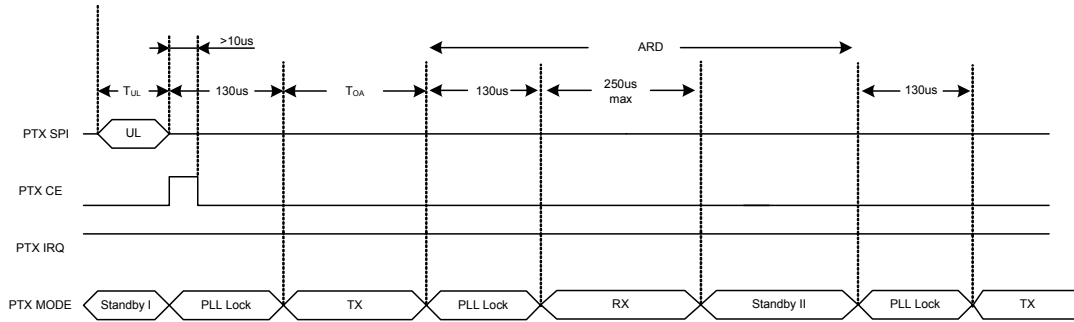 >10us
ARD
TUL
130us
TOA
130us
250us
max
130us
PTX SPI
UL
PTX CE
PTX IRQ
PTX MODE
Standby I
PLL Lock
TX
PLL Lock
RX
Standby II
PLL Lock
TX